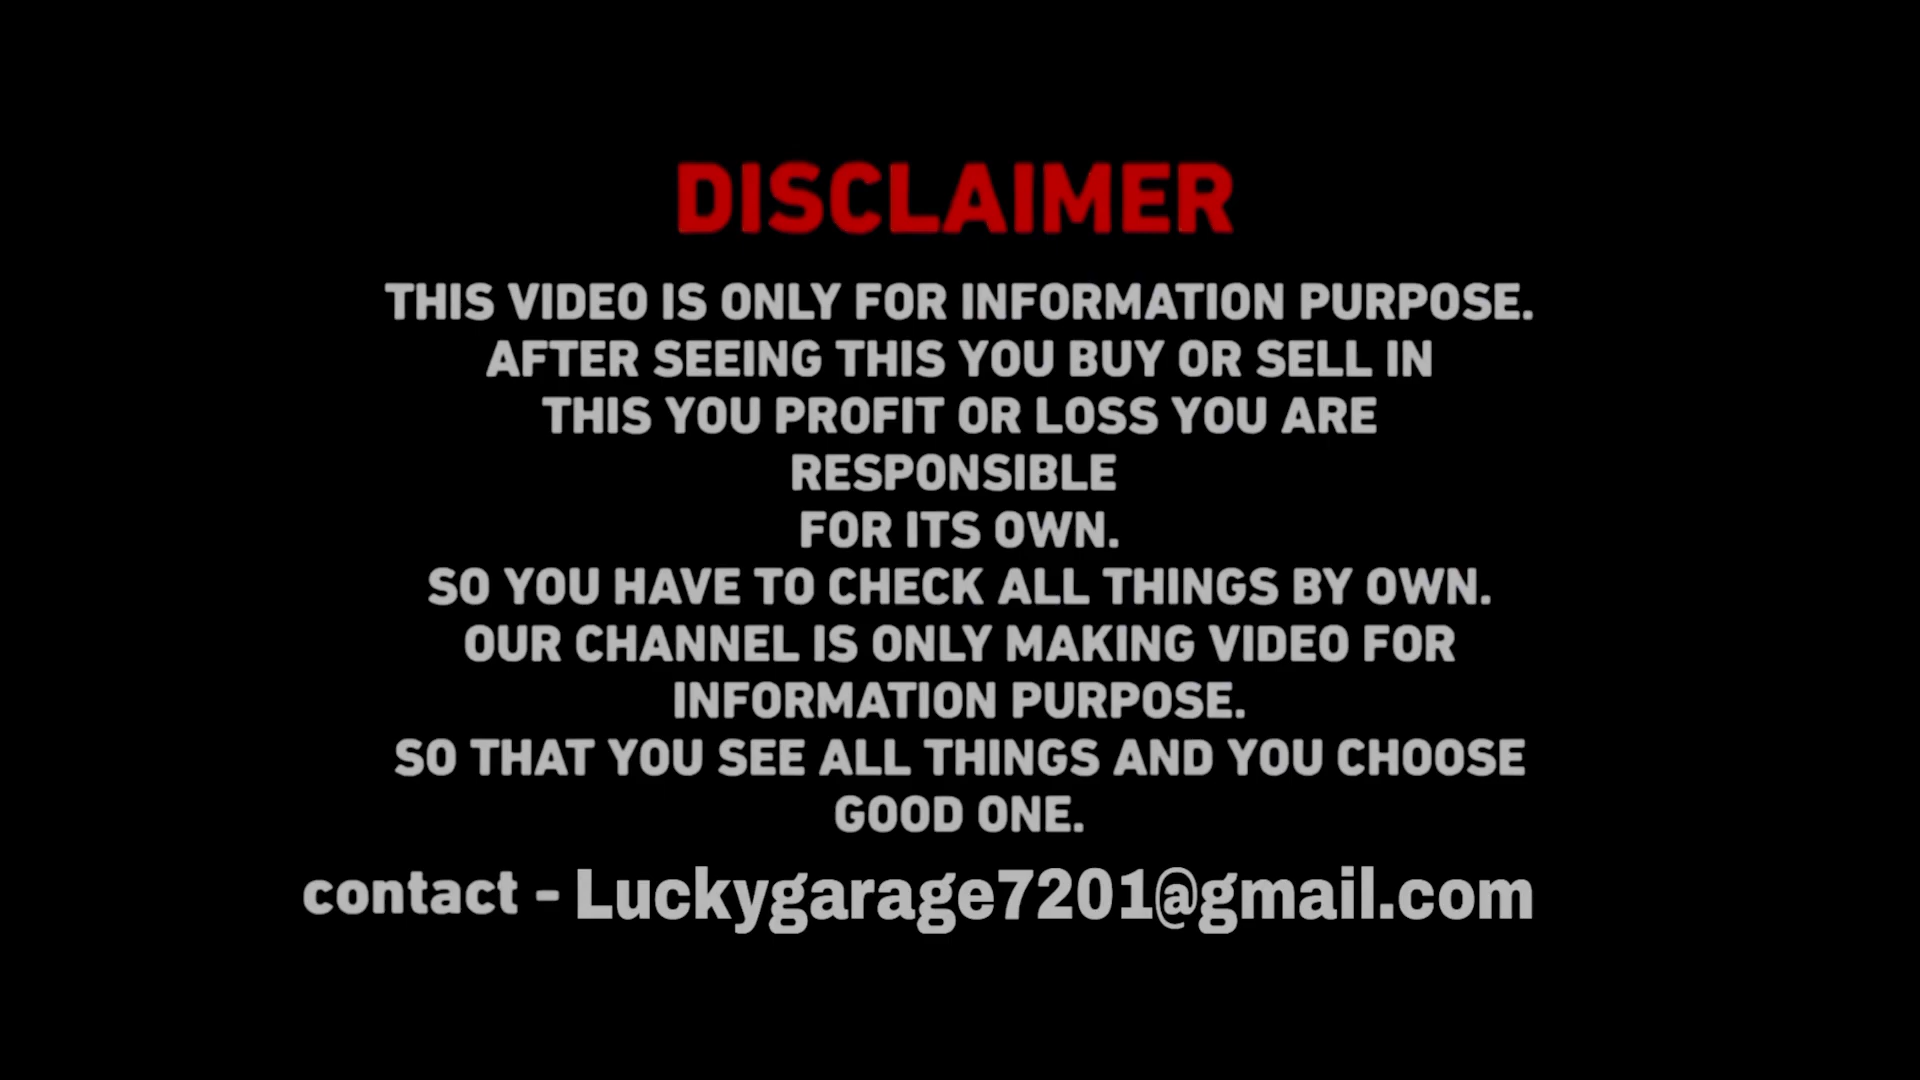 DISCLAIMER
THIS VIDEO IS ONLY FOR INFORMATION PURPOSE.
AFTER SEEING THIS YOU BUY OR SELL IN
THIS YOU PROFIT OR LOSS YOU ARE
RESPONSIBLE
FOR ITS OWN.
SO YOU HAVE TO CHECK ALL THINGS BY OWN.
OUR CHANNEL IS ONLY MAKING VIDEO FOR
INFORMATION PURPOSE.
SO THAT YOU SEE ALL THINGS AND YOU CHOOSE
GOOD ONE.
contact - Luckygarage7201@gmail.com